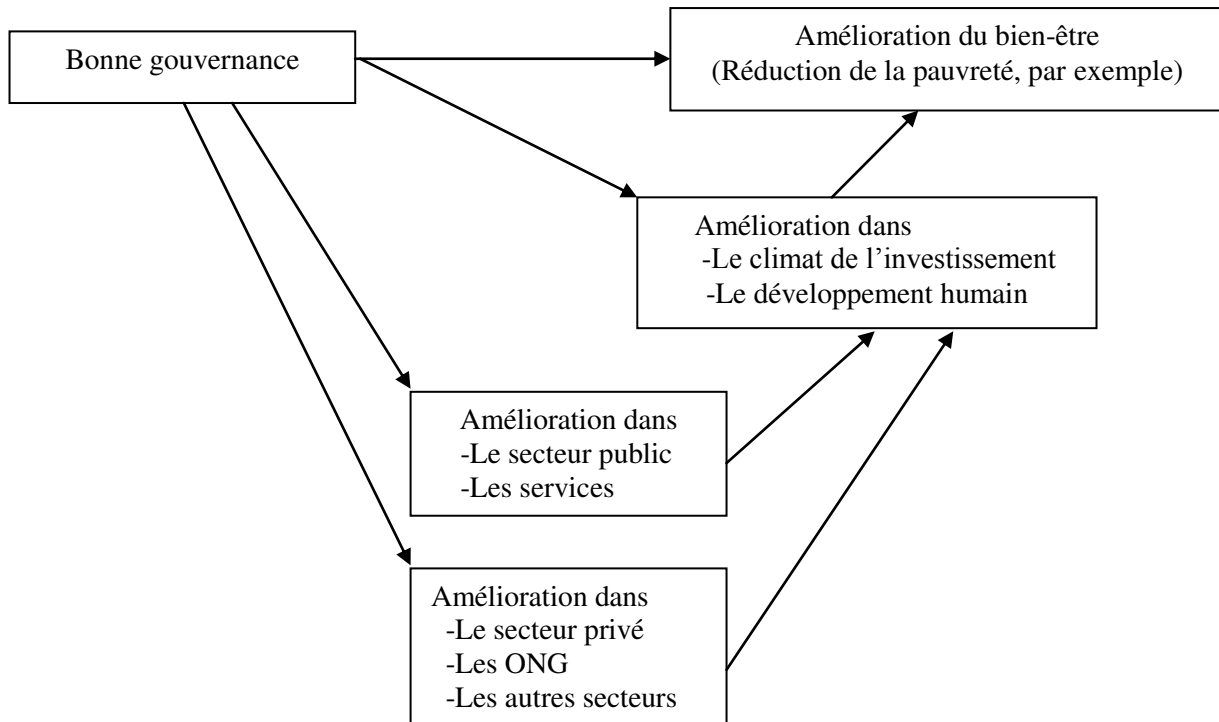 Bonne gouvernance
Amélioration du bien-être
(Réduction de la pauvreté, par exemple)
Amélioration dans
-Le climat de l’investissement
-Le développement humain
Amélioration dans
-Le secteur public
-Les services
Amélioration dans
-Le secteur privé
-Les ONG
-Les autres secteurs